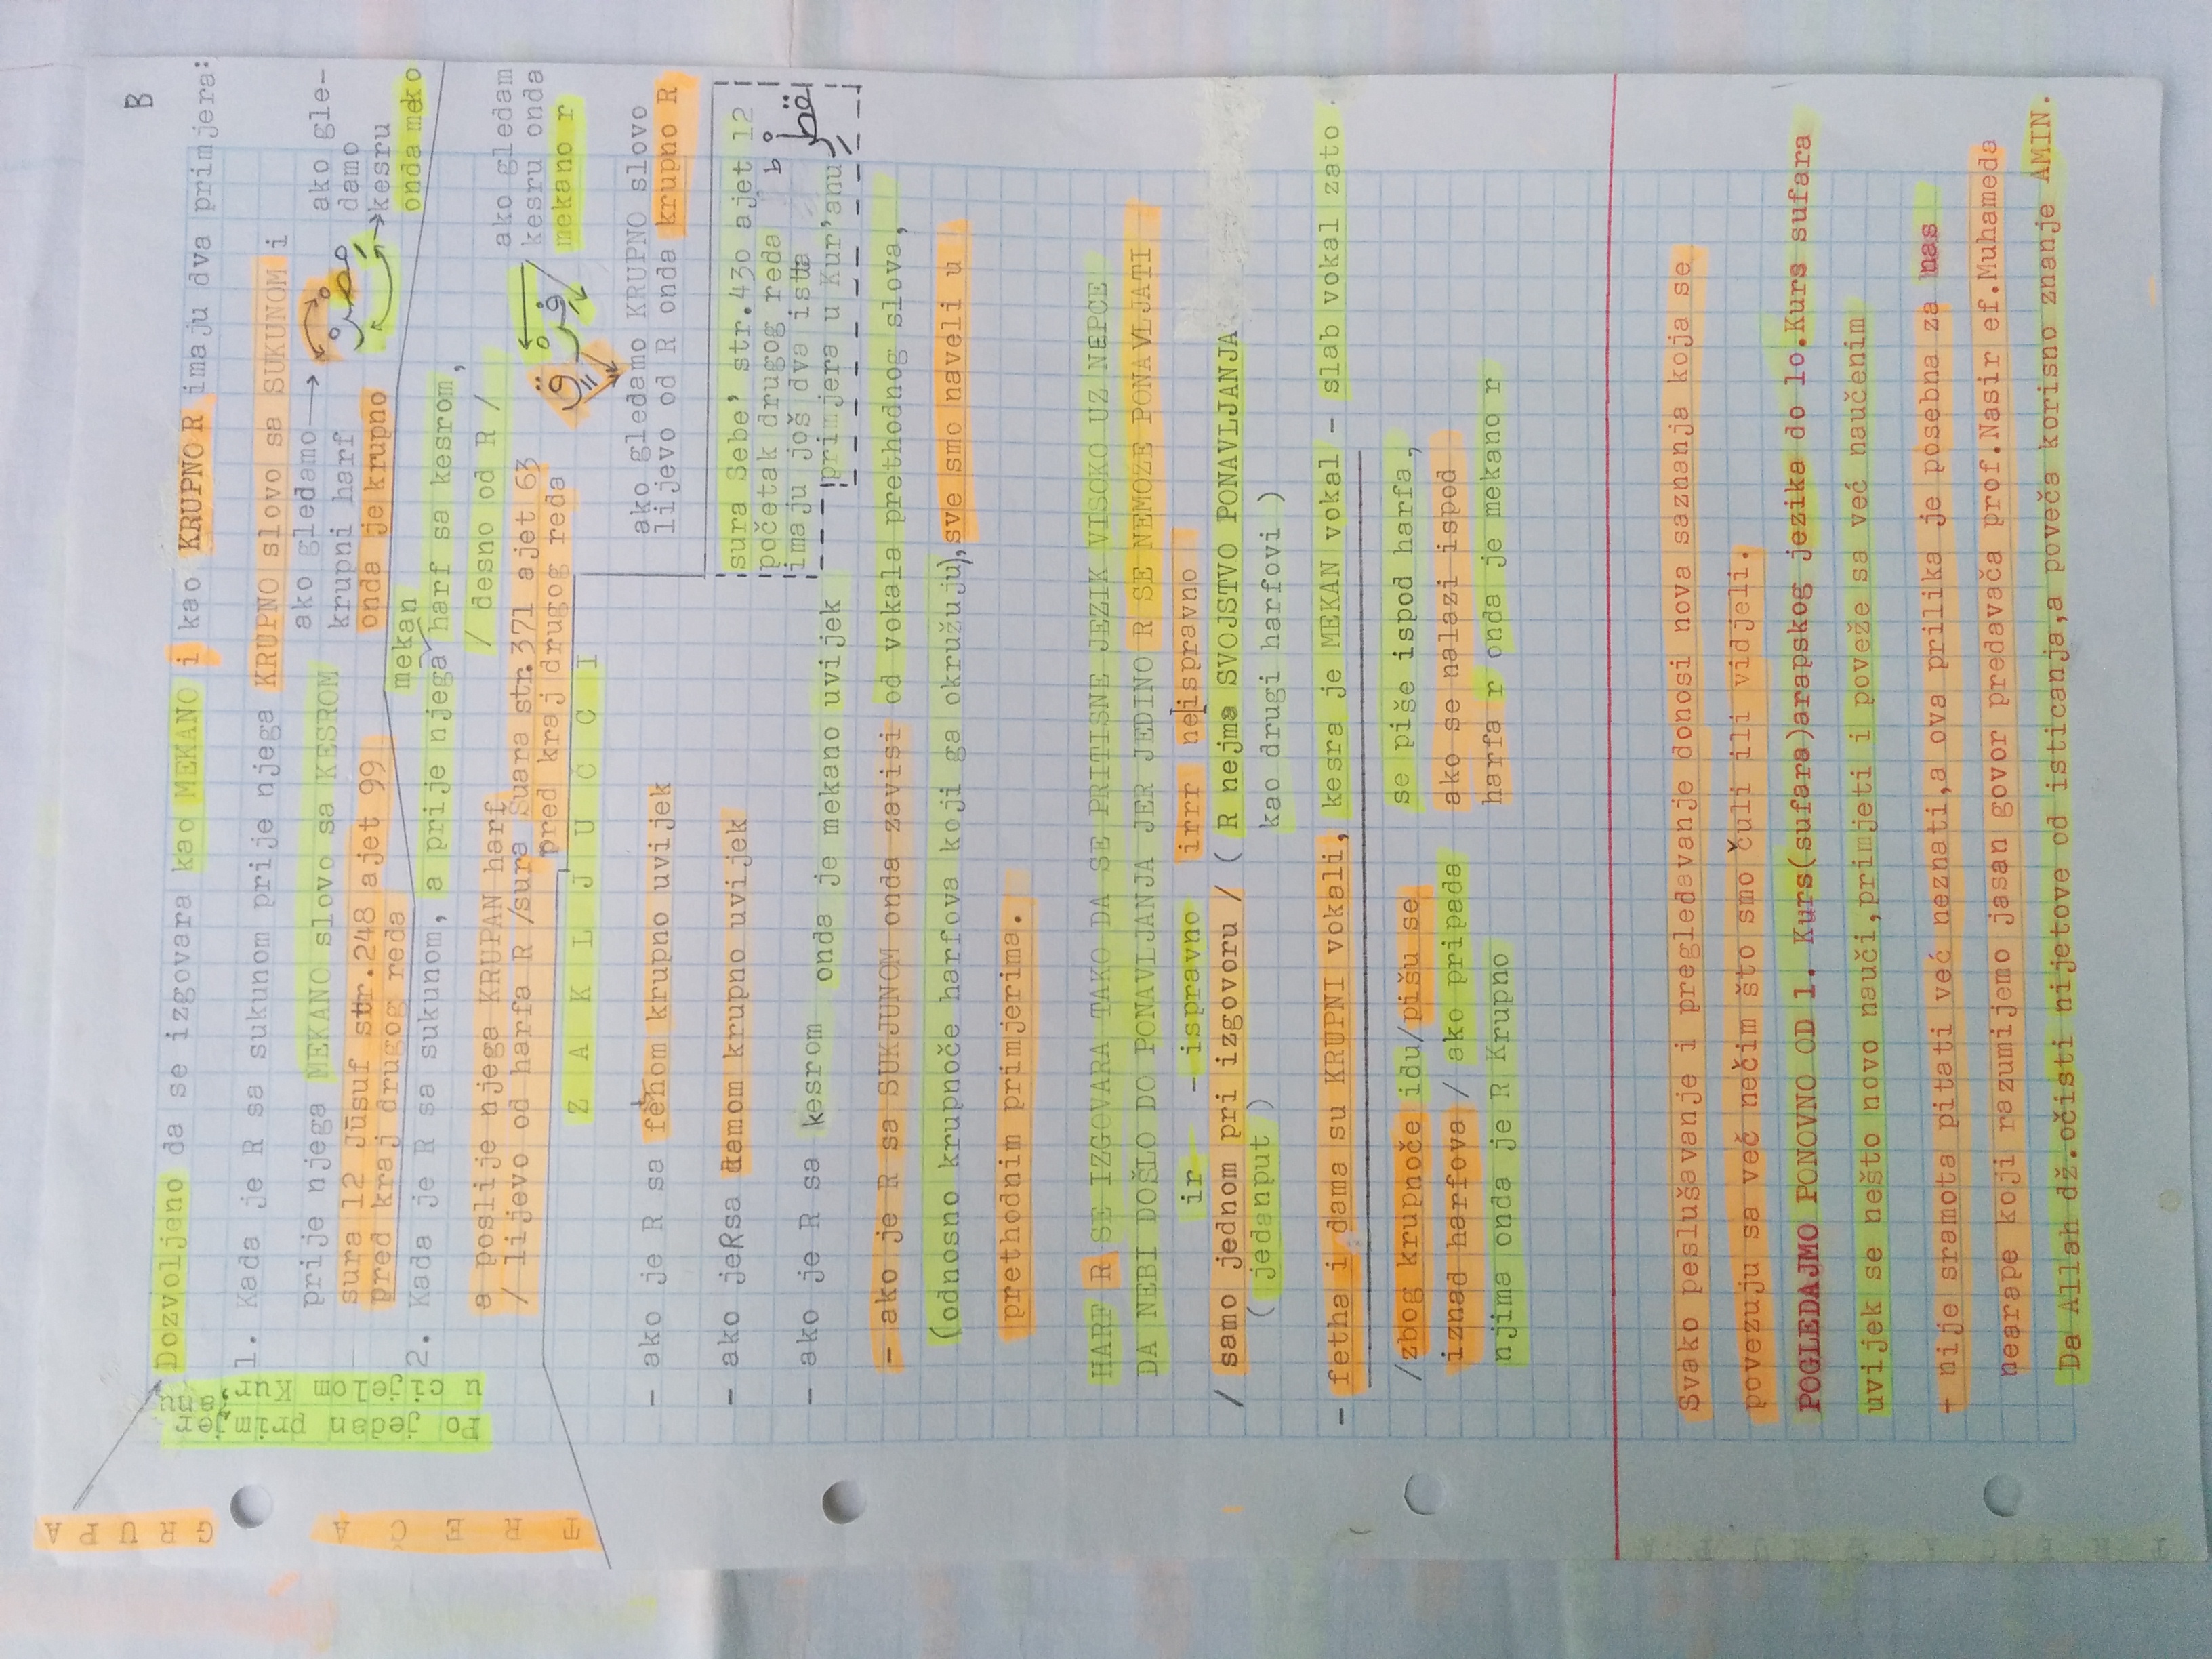 B
T R E Č A  G R U P A
Po jedan primjer
u cijelom Kur'anu
Dozvoljeno da se izgovara kao MEKANO i kao KRUPNO R imaju dva primjera:
1. Kada je R sa sukunom prije njega KRUPNO slovo sa SUKUNOM i
prije njega MEKANO slovo sa KESROM
sura 12 Jūsuf str.248 ajet 99
pred kraj drugog reda
ako gledamo
krupni harf
onda je krupno
مِصْرْ
ako gle-
damo
kesru
onda meko
mekan
2. Kada je R sa sukunom, a prije njega harf sa kesrom,
/ desno od R /
a poslije njega KRUPAN harf
/ lijevo od harfa R /sura Šuara str.371 ajet 63
pred kraj drugog reda
ako gledam
kesru onda
mekano r
فِرْقٍ
ako gledamo KRUPNO slovo
lijevo od R onda krupno R
Z A K L J U Č C I
- ako je R sa fethom krupno uvijek
- ako jeRsa damom krupno uvijek
- ako je R sa kesrom onda je mekano uvijek
sura Sebe' str.430 ajet 12
početak drugog reda
imaju još dva ista
primjera u Kur'anu
- ako je R sa SUKJUNOM onda zavisi od vokala prethodnog slova,
(odnosno krupnoče harfova koji ga okružuju),sve smo naveli u
prethodnim primjerima.
HARF R SE IZGOVARA TAKO DA SE PRITISNE JEZIK VISOKO UZ NEPCE
DA NEBI DOŠLO DO PONAVLJANJA JER JEDINO R SE NEMOZE PONAVLJATI
ir - ispravno irrr neispravno
/ samo jednom pri izgovoru / ( R nejma SVOJSTVO PONAVLJANJA
( jedanput ) kao drugi harfovi )
- fetha i dama su KRUPNI vokali, kesra je MEKAN vokal - slab vokal zato
/zbog krupnoče idu/pišu se
iznad harfova / ako pripada
njima onda je R Krupno
se piše ispod harfa,
ako se nalazi ispod
harfa r onda je mekano r
Svako peslušavanje i pregledavanje donosi nova saznanja koja se
povezuju sa več nečim što smo čuli ili vidjeli.
POGLEDAJMO PONOVNO OD 1. Kurs(sufara)arapskog jezika do lo.Kurs sufara
uvijek se nešto novo nauči,primjeti i poveže sa već naučenim
+ nije sramota pitati već neznati,a ova prilika je posebna za nas
nearape koji razumijemo jasan govor predavača prof.Nasir ef.Muhameda
Da Allah dž.očisti nijetove od isticanja,a poveča korisno znanje AMIN.